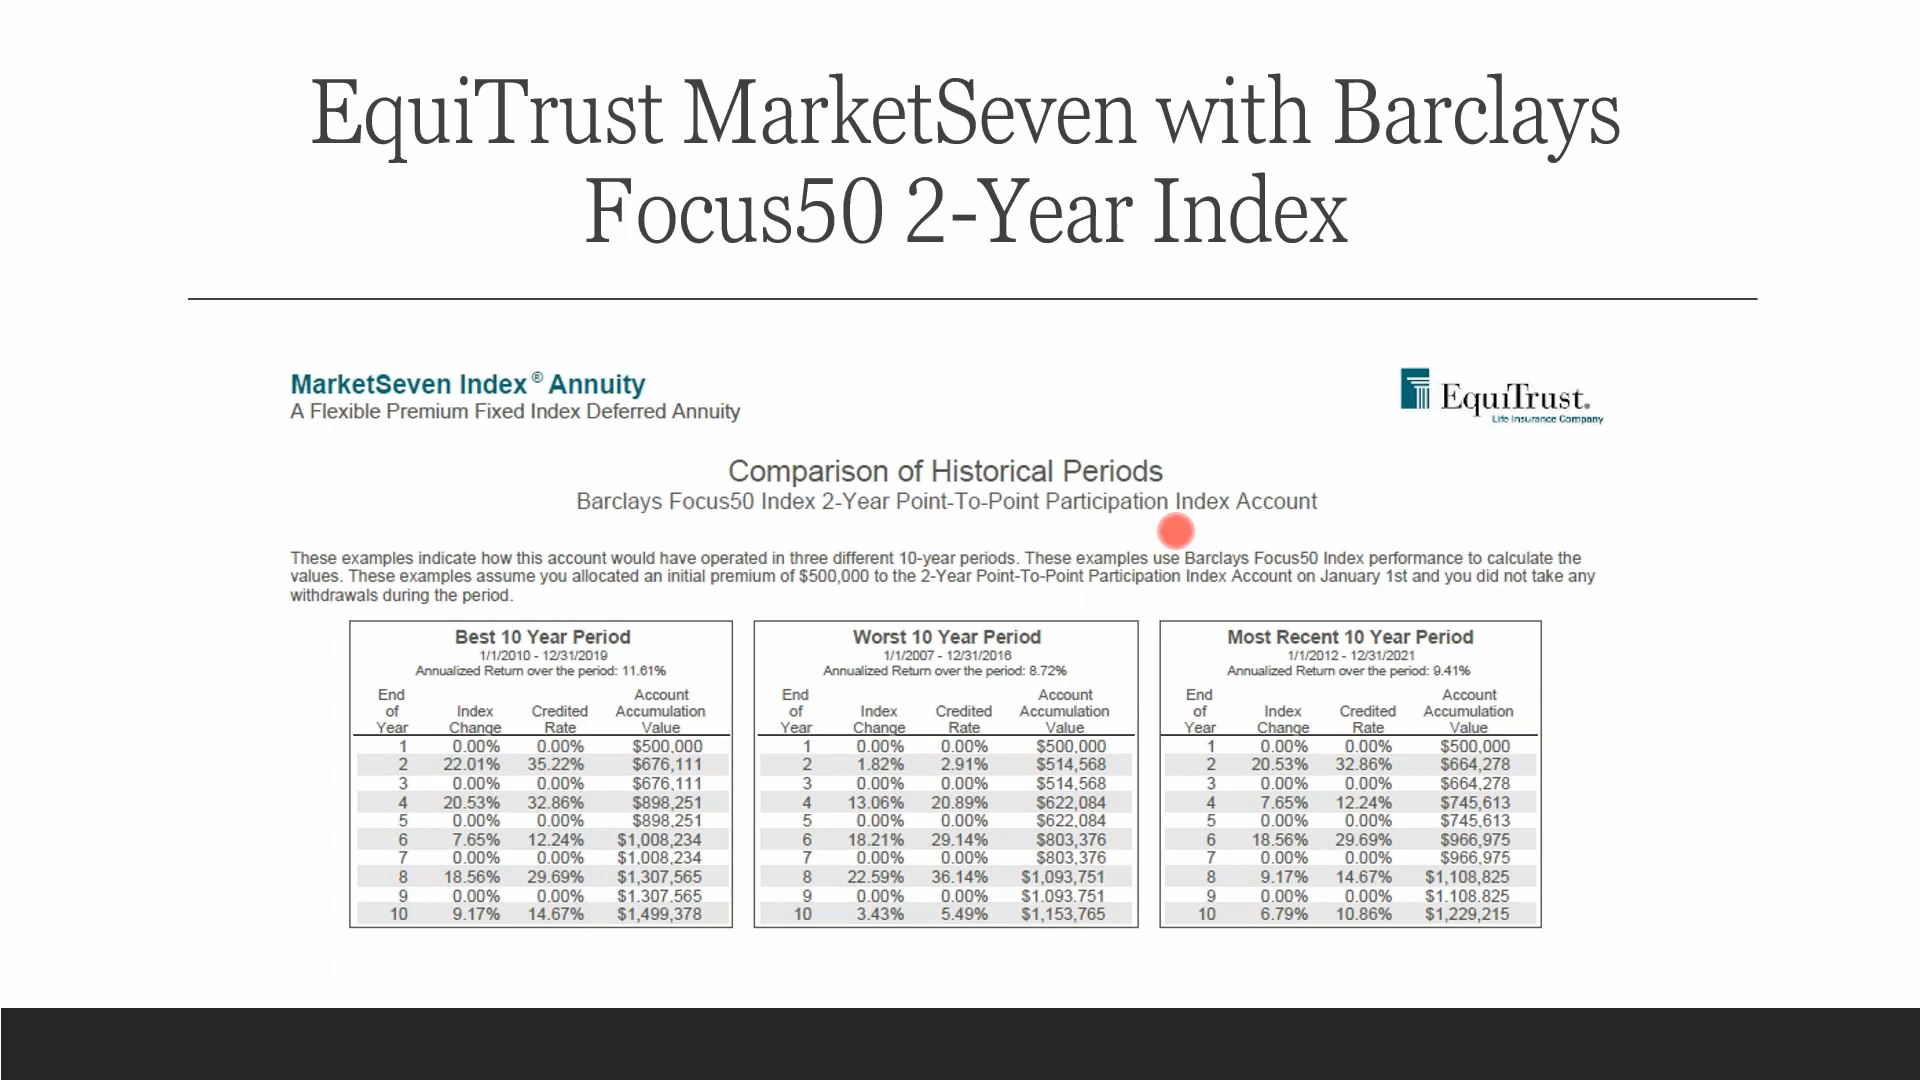 EquiTrust MarketSeven with Barclays
Focus50 2-Year Index
MarketSeven Index® Annuity
A Flexible Premium Fixed Index Deferred Annuity
EquiTrust®
Life Insurance Company
Comparison of Historical Periods
Barclays Focus50 Index 2-Year Point-To-Point Participation Index Account
These examples indicate how this account would have operated in three different 10-year periods. These examples use Barclays Focus50 Index performance to calculate the
values. These examples assume you allocated an initial premium of $500,000 to the 2-Year Point-To-Point Participation Index Account on January 1st and you did not take any
withdrawals during the period.
Best 10 Year Period
1/1/2010 - 12/31/2019
Annualized Return over the period: 11.61%
End of Year Index Change Credited Rate Account Accumulation Value
1 0.00% 0.00% $500,000
2 22.01% 35.22% $676,111
3 0.00% 0.00% $676,111
4 20.53% 32.86% $898,251
5 0.00% 0.00% $898,251
6 7.65% 12.24% $1,008,234
7 0.00% 0.00% $1,008,234
8 18.56% 29.69% $1,307,565
9 0.00% 0.00% $1,307,565
10 9.17% 14.67% $1,499,378
Worst 10 Year Period
1/1/2007 - 12/31/2016
Annualized Return over the period: 8.72%
End of Year Index Change Credited Rate Account Accumulation Value
1 0.00% 0.00% $500,000
2 1.82% 2.91% $514,568
3 0.00% 0.00% $514,568
4 13.06% 20.89% $622,084
5 0.00% 0.00% $622,084
6 18.21% 29.14% $803,376
7 0.00% 0.00% $803,376
8 22.59% 36.14% $1,093,751
9 0.00% 0.00% $1,093,751
10 3.43% 5.49% $1,153,765
Most Recent 10 Year Period
1/1/2012 - 12/31/2021
Annualized Return over the period: 9.41%
End of Year Index Change Credited Rate Account Accumulation Value
1 0.00% 0.00% $500,000
2 20.53% 32.86% $664,278
3 0.00% 0.00% $664,278
4 7.65% 12.24% $745,613
5 0.00% 0.00% $745,613
6 18.56% 29.69% $966,975
7 0.00% 0.00% $966,975
8 9.17% 14.67% $1,108,825
9 0.00% 0.00% $1,108,825
10 6.79% 10.86% $1,229,215